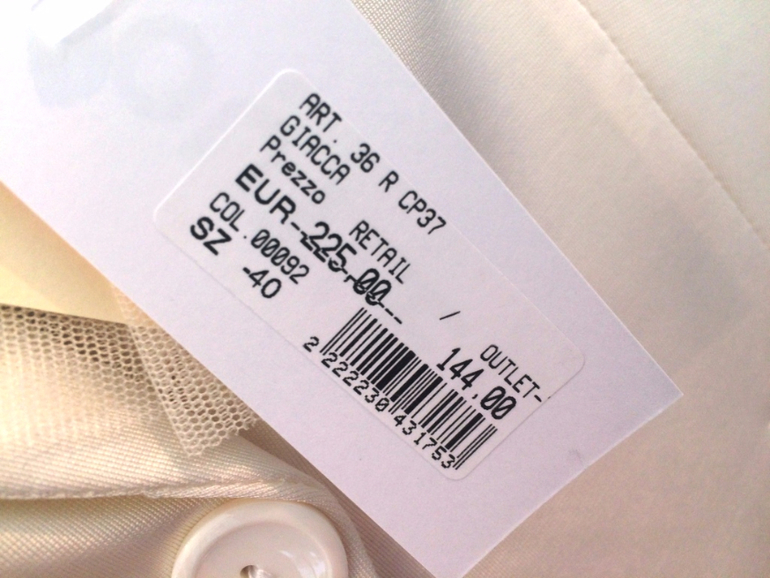 ART. 36 R CP37
GIACCA
Prezzo RETAIL / OUTLET-
EUR 225,00 144,00
COL.00092
SZ -40
2 222230 431753